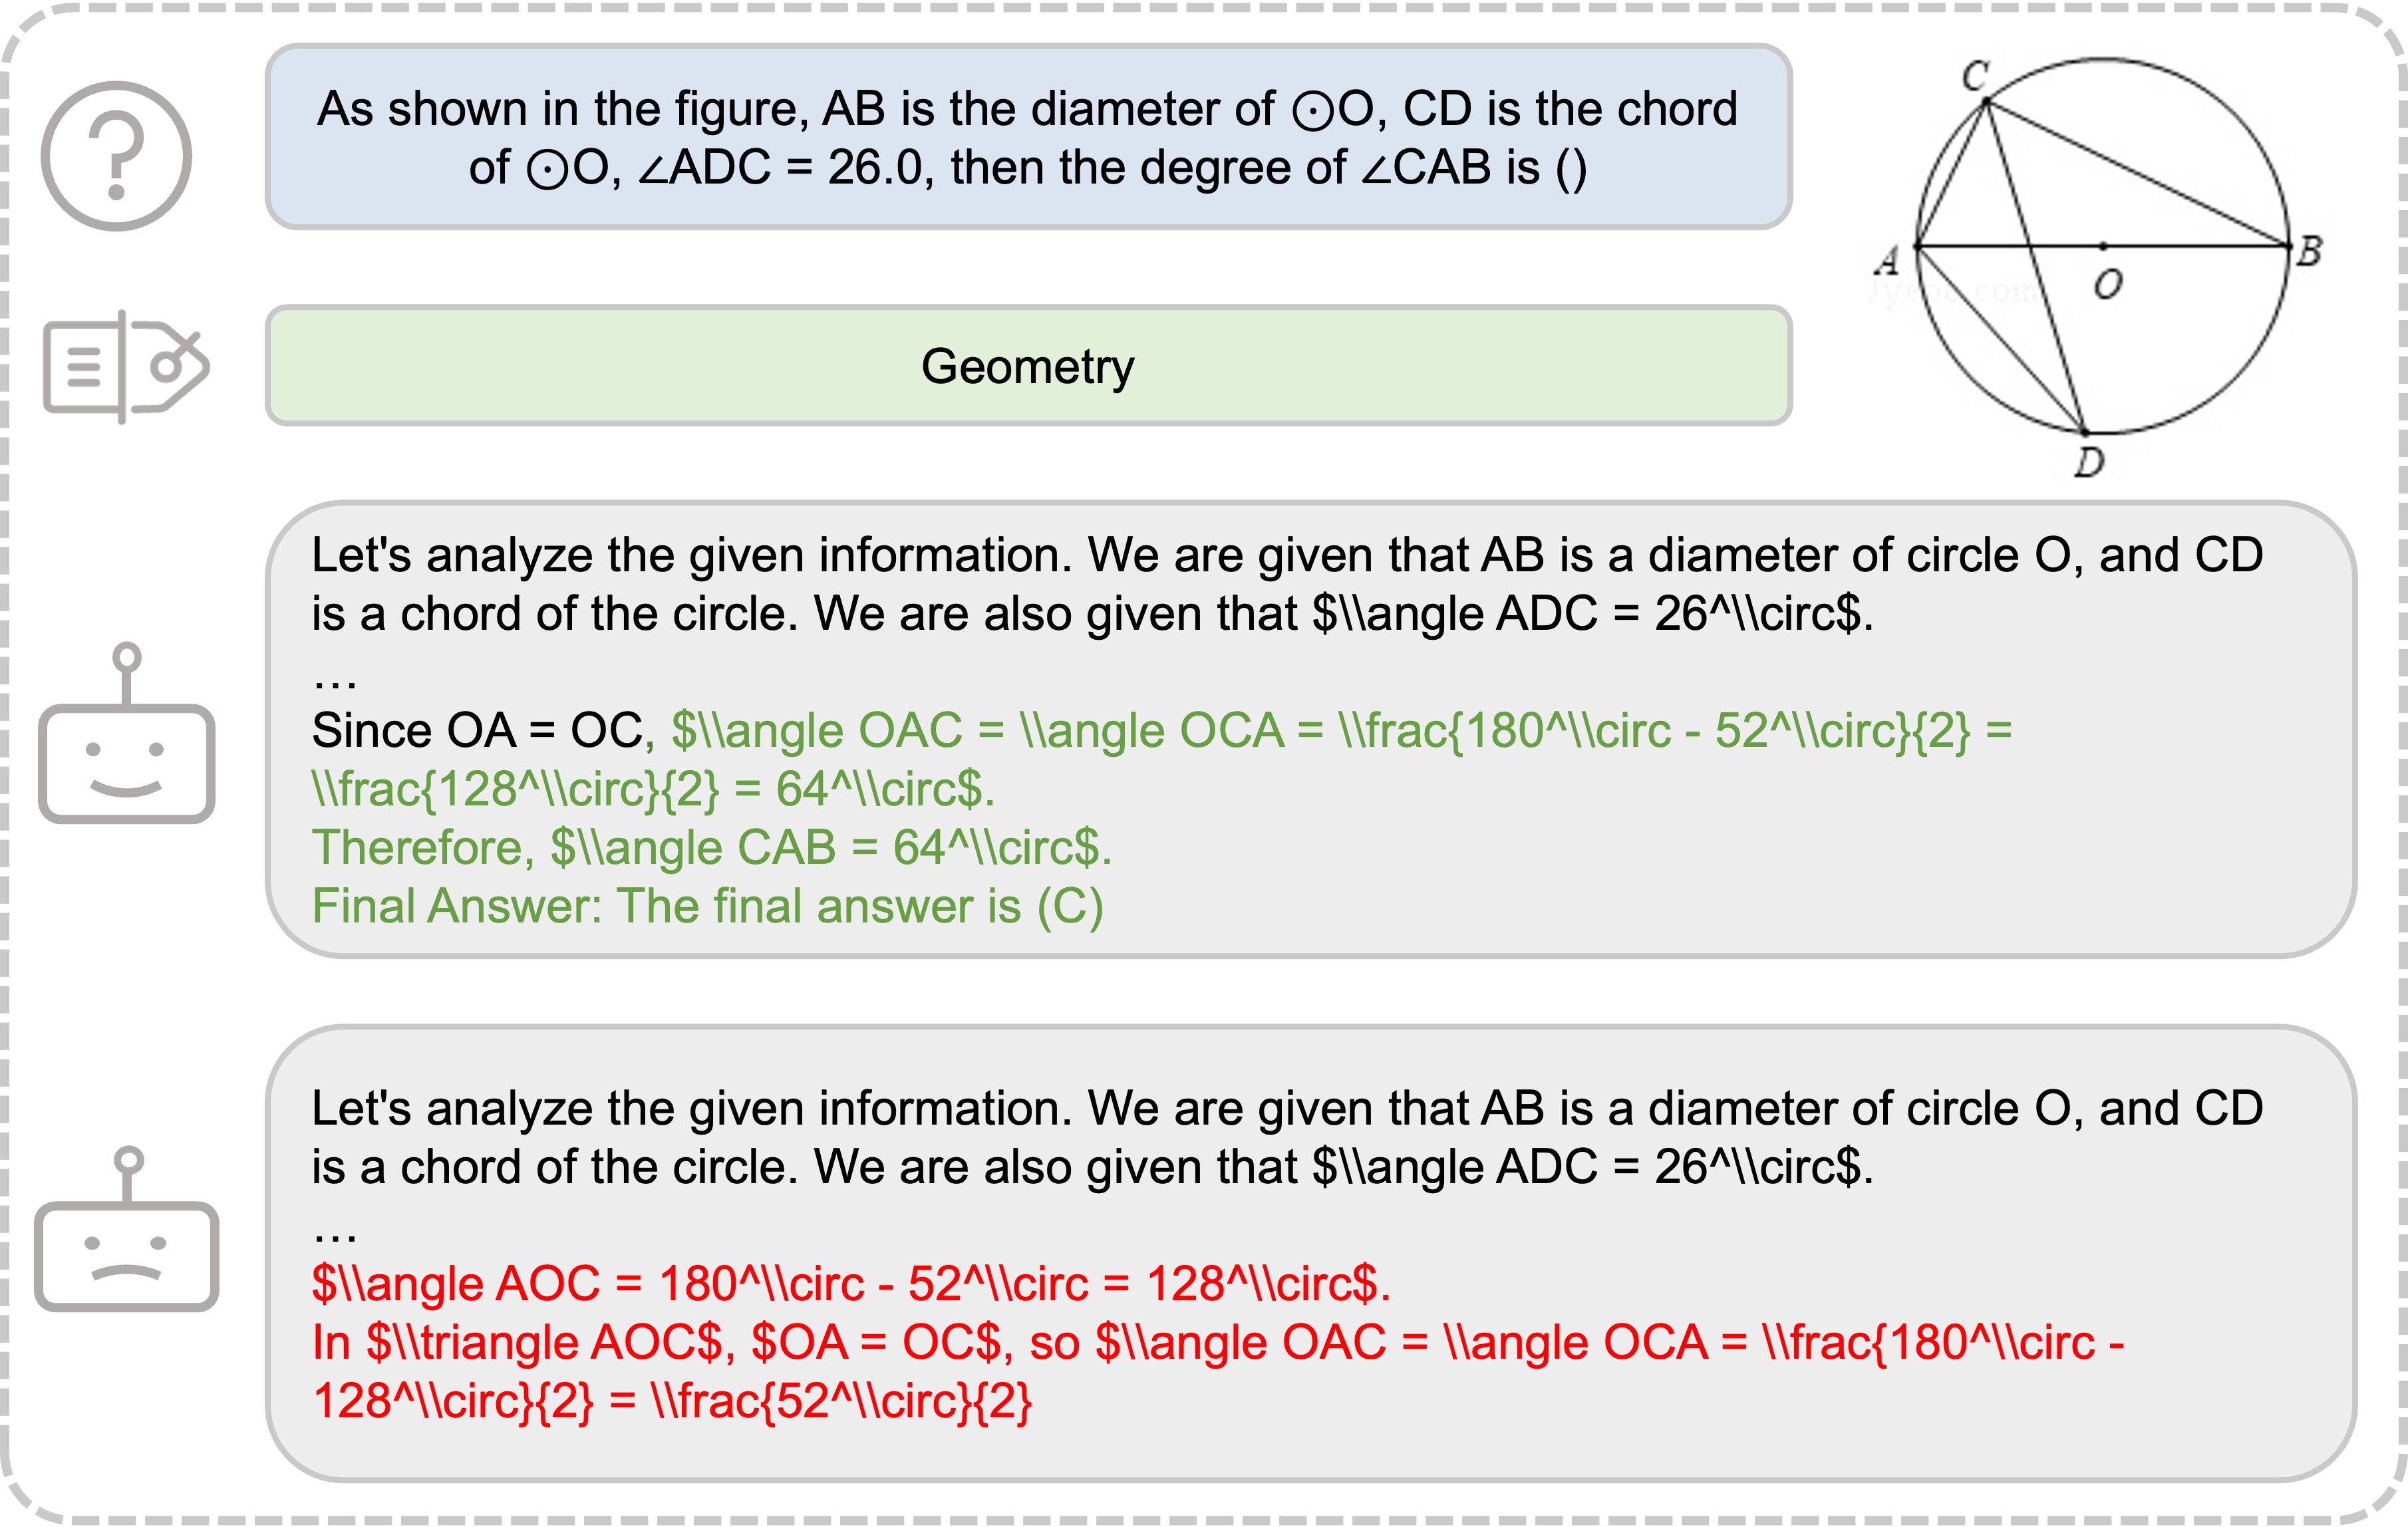 As shown in the figure, AB is the diameter of ⊙O, CD is the chord
of ⊙O, ∠ADC = 26.0, then the degree of ∠CAB is ()
C
A
B
O
D
Geometry
Let's analyze the given information. We are given that AB is a diameter of circle O, and CD
is a chord of the circle. We are also given that $\\angle ADC = 26^\\circ$.
…
Since OA = OC, $\\angle OAC = \\angle OCA = \\frac{180^\\circ - 52^\\circ}{2} =
\\frac{128^\\circ}{2} = 64^\\circ$.
Therefore, $\\angle CAB = 64^\\circ$.
Final Answer: The final answer is (C)
Let's analyze the given information. We are given that AB is a diameter of circle O, and CD
is a chord of the circle. We are also given that $\\angle ADC = 26^\\circ$.
…
$\\angle AOC = 180^\\circ - 52^\\circ = 128^\\circ$.
In $\\triangle AOC$, $OA = OC$, so $\\angle OAC = \\angle OCA = \\frac{180^\\circ -
128^\\circ}{2} = \\frac{52^\\circ}{2}